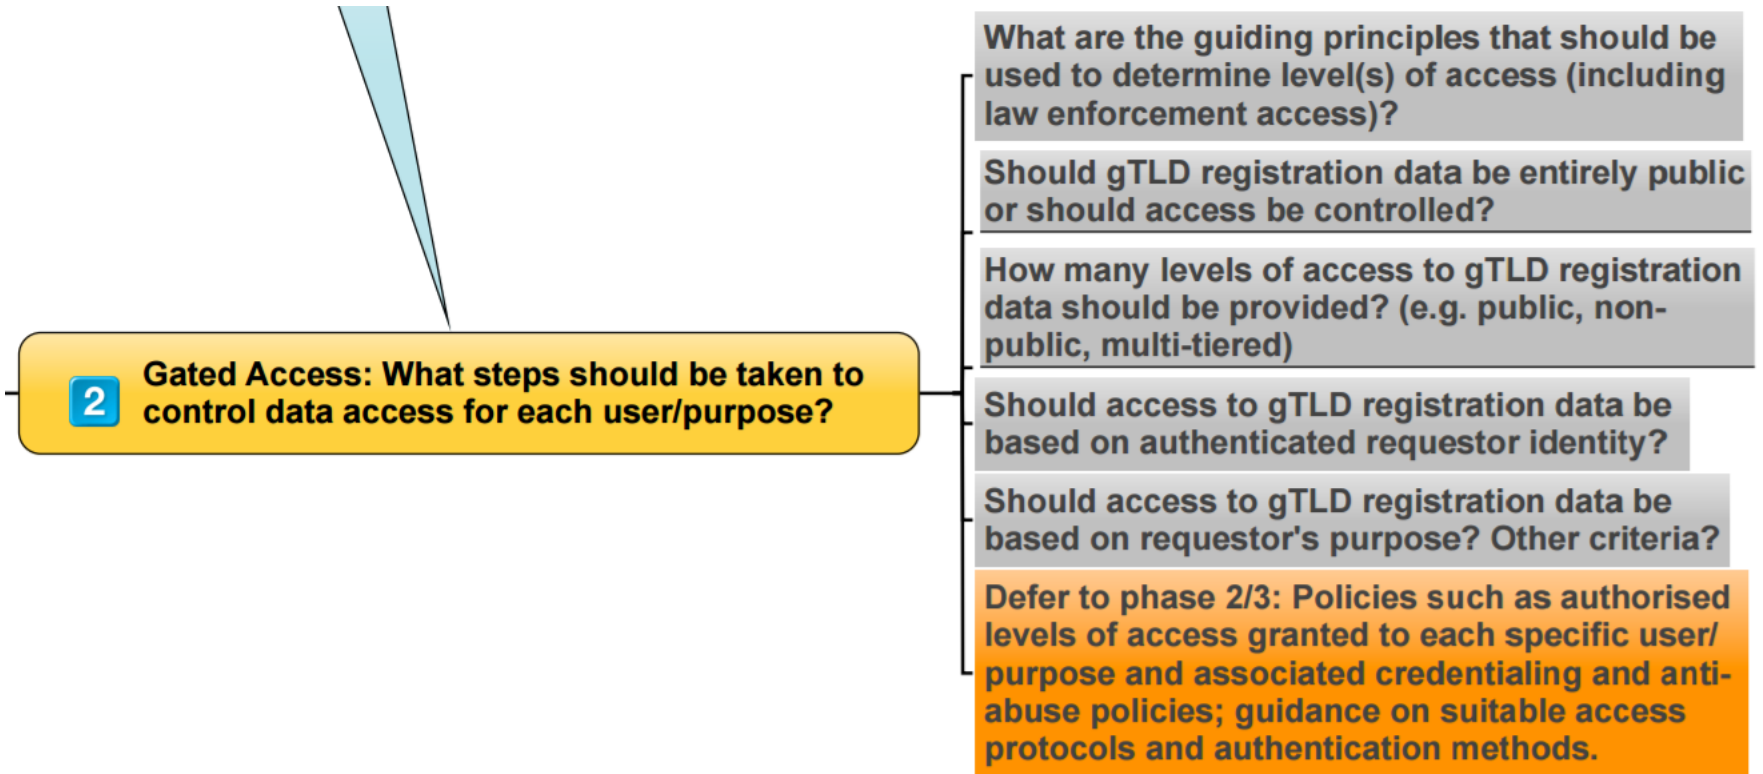 What are the guiding principles that should be
used to determine level(s) of access (including
law enforcement access)?
Should gTLD registration data be entirely public
or should access be controlled?
How many levels of access to gTLD registration
data should be provided? (e.g. public, non-
public, multi-tiered)
2
Gated Access: What steps should be taken to
control data access for each user/purpose?
Should access to gTLD registration data be
based on authenticated requestor identity?
Should access to gTLD registration data be
based on requestor's purpose? Other criteria?
Defer to phase 2/3: Policies such as authorised
levels of access granted to each specific user/
purpose and associated credentialing and anti-
abuse policies; guidance on suitable access
protocols and authentication methods.